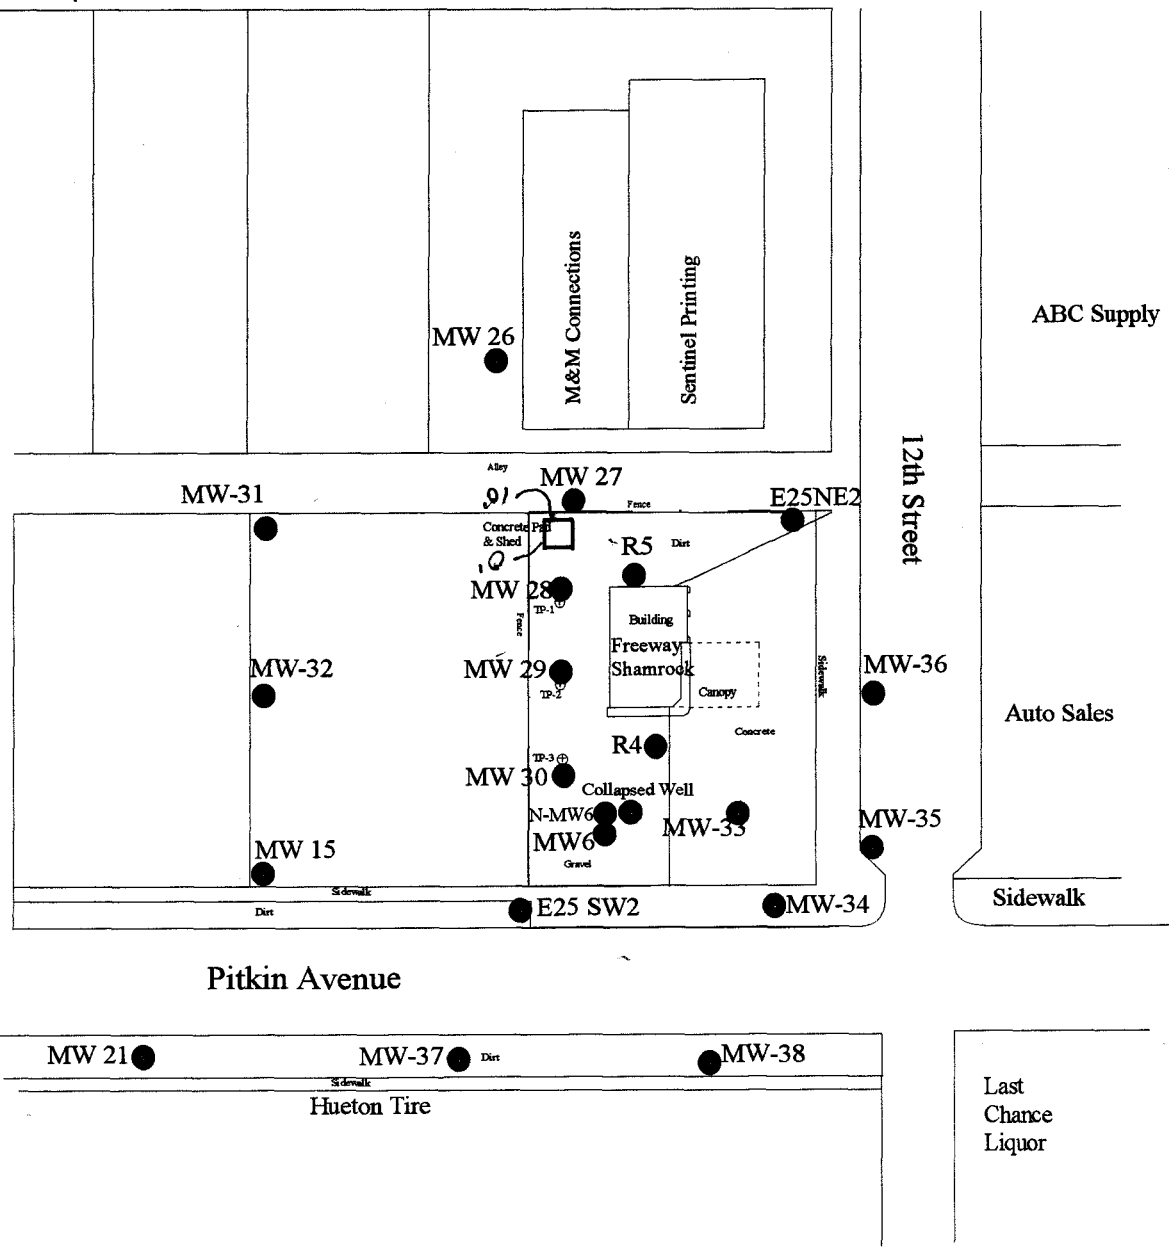 M&M Connections
Sentinel Printing
ABC Supply
MW 26
12th Street
Alley
MW 27
MW-31
Fence
E25NE2
10'
Concrete Pad
& Shed
R5
Dirt
10'
MW 28
TP-1
Fence
Building
Freeway
Shamrock
MW-32
MW 29
TP-2
Canopy
Sidewalk
MW-36
Auto Sales
Concrete
R4
TP-3
MW 30
Collapsed Well
N-MW6
MW-33
MW-35
MW6
MW 15
Gravel
Sidewalk
Dirt
E25 SW2
MW-34
Sidewalk
Pitkin Avenue
MW 21
MW-37
Dirt
MW-38
Sidewalk
Hueton Tire
Last
Chance
Liquor